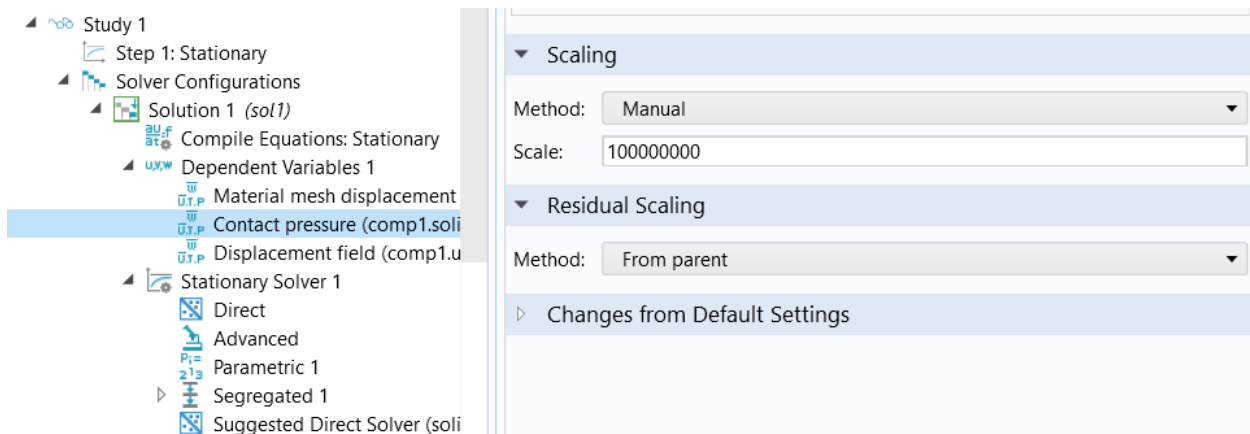 Study 1
Step 1: Stationary
Solver Configurations
Solution 1 (sol1)
Compile Equations: Stationary
Dependent Variables 1
Material mesh displacement
Contact pressure (comp1.soli
Displacement field (comp1.u
Stationary Solver 1
Direct
Advanced
Parametric 1
Segregated 1
Suggested Direct Solver (soli
Scaling
Method: Manual
Scale: 100000000
Residual Scaling
Method: From parent
Changes from Default Settings